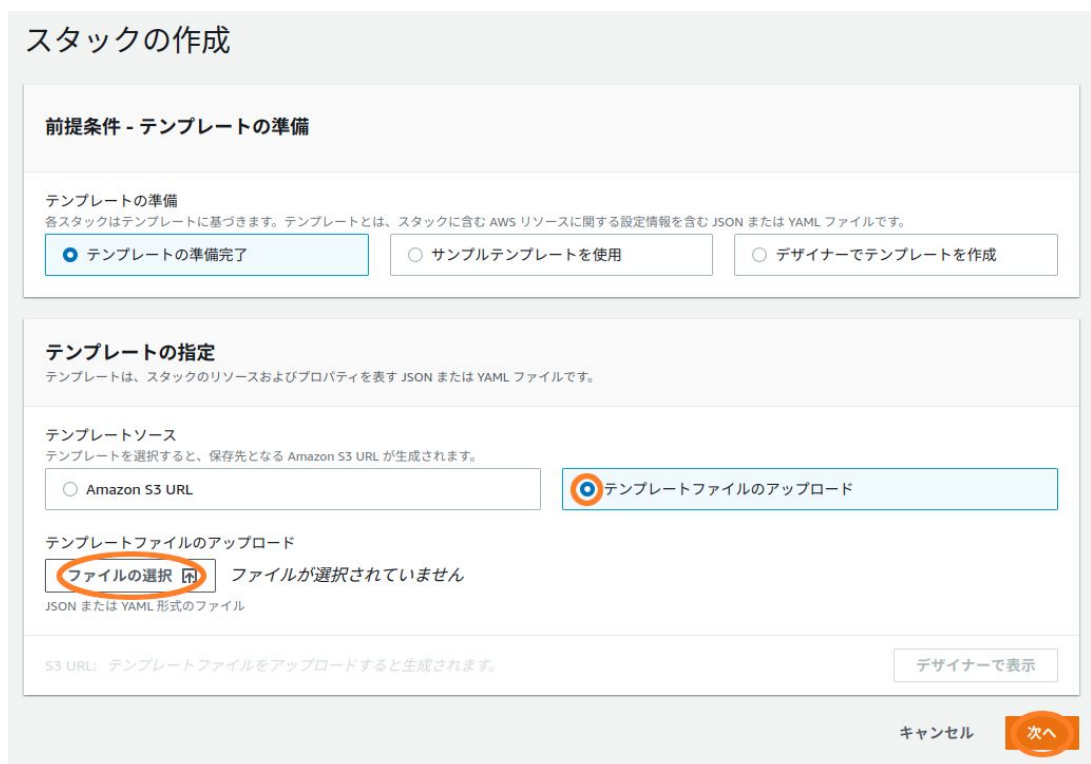 スタックの作成
前提条件 - テンプレートの準備
テンプレートの準備
各スタックはテンプレートに基づきます。テンプレートとは、スタックに含む AWS リソースに関する設定情報を含む JSON または YAML ファイルです。
テンプレートの準備完了
サンプルテンプレートを使用
デザイナーでテンプレートを作成
テンプレートの指定
テンプレートは、スタックのリソースおよびプロパティを表す JSON または YAML ファイルです。
テンプレートソース
テンプレートを選択すると、保存先となる Amazon S3 URL が生成されます。
Amazon S3 URL
テンプレートファイルのアップロード
テンプレートファイルのアップロード
ファイルの選択
ファイルが選択されていません
JSON または YAML 形式のファイル
S3 URL: テンプレートファイルをアップロードすると生成されます。
デザイナーで表示
キャンセル
次へ